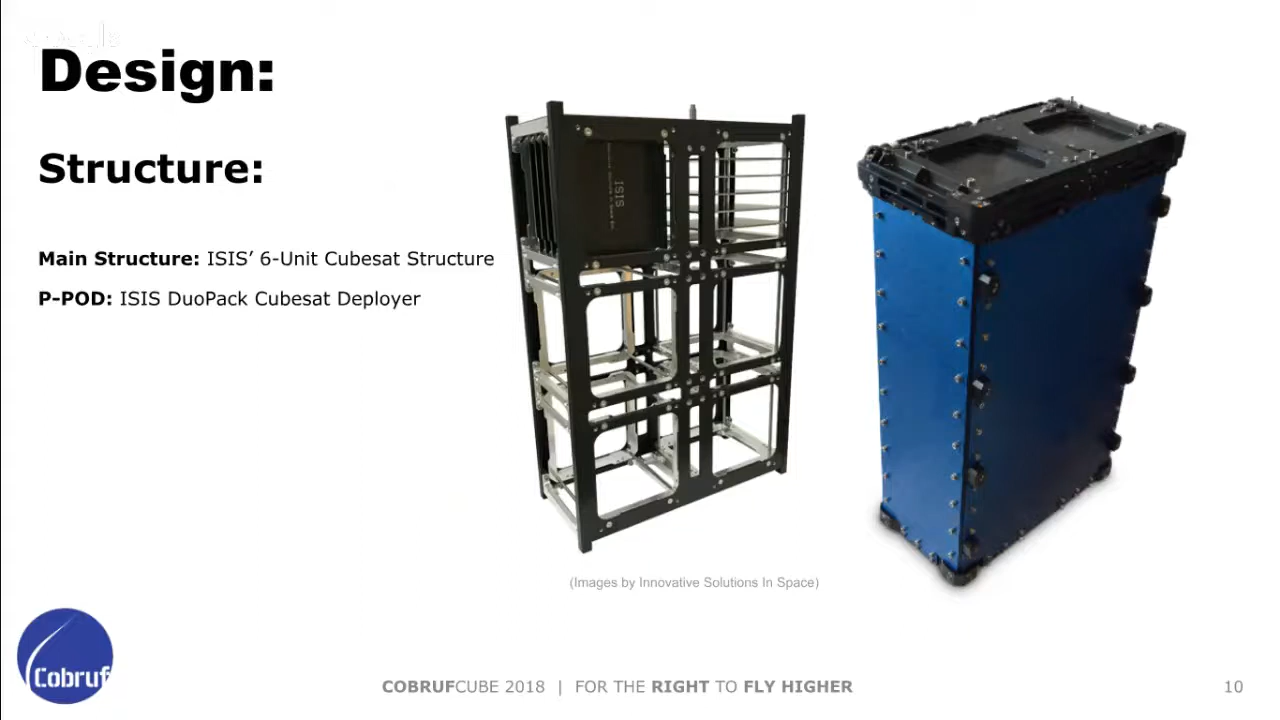 Design:
Structure:
Main Structure: ISIS’ 6-Unit Cubesat Structure
P-POD: ISIS DuoPack Cubesat Deployer
ISIS
(Images by Innovative Solutions In Space)
Cobruf
COBRUFCUBE 2018 | FOR THE RIGHT TO FLY HIGHER
10